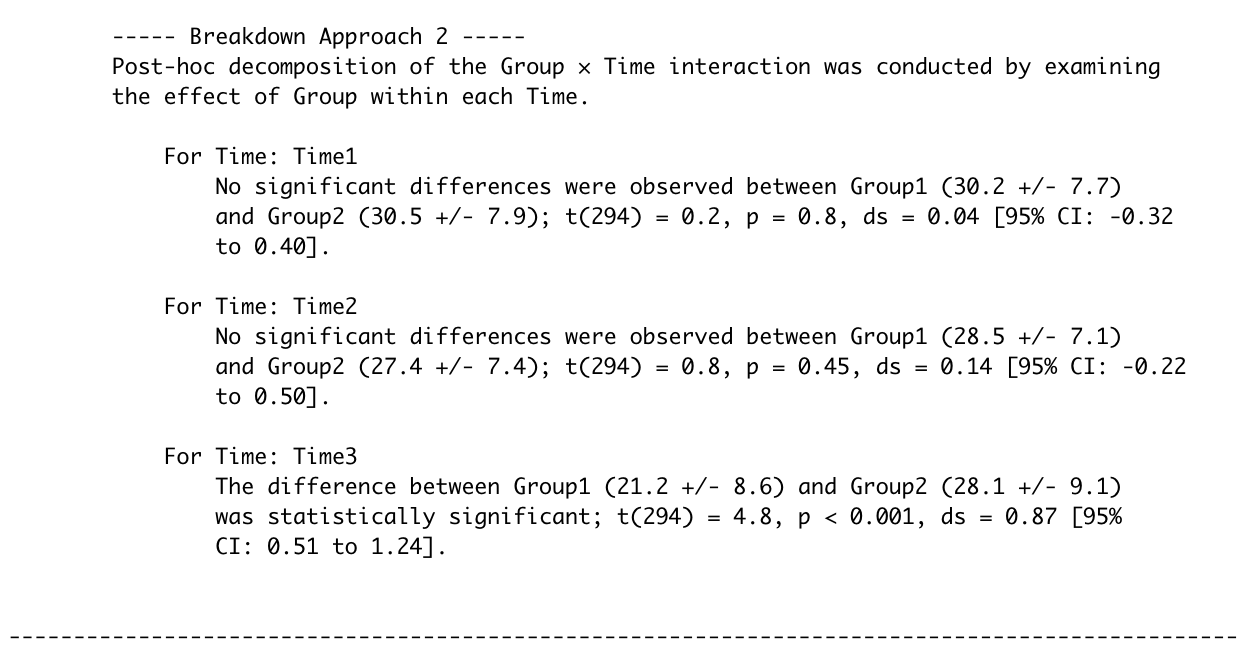 ----- Breakdown Approach 2 -----
Post-hoc decomposition of the Group × Time interaction was conducted by examining
the effect of Group within each Time.
For Time: Time1
No significant differences were observed between Group1 (30.2 +/- 7.7)
and Group2 (30.5 +/- 7.9); t(294) = 0.2, p = 0.8, ds = 0.04 [95% CI: -0.32
to 0.40].
For Time: Time2
No significant differences were observed between Group1 (28.5 +/- 7.1)
and Group2 (27.4 +/- 7.4); t(294) = 0.8, p = 0.45, ds = 0.14 [95% CI: -0.22
to 0.50].
For Time: Time3
The difference between Group1 (21.2 +/- 8.6) and Group2 (28.1 +/- 9.1)
was statistically significant; t(294) = 4.8, p < 0.001, ds = 0.87 [95%
CI: 0.51 to 1.24].
-----------------------------------------------------------------------------------------------